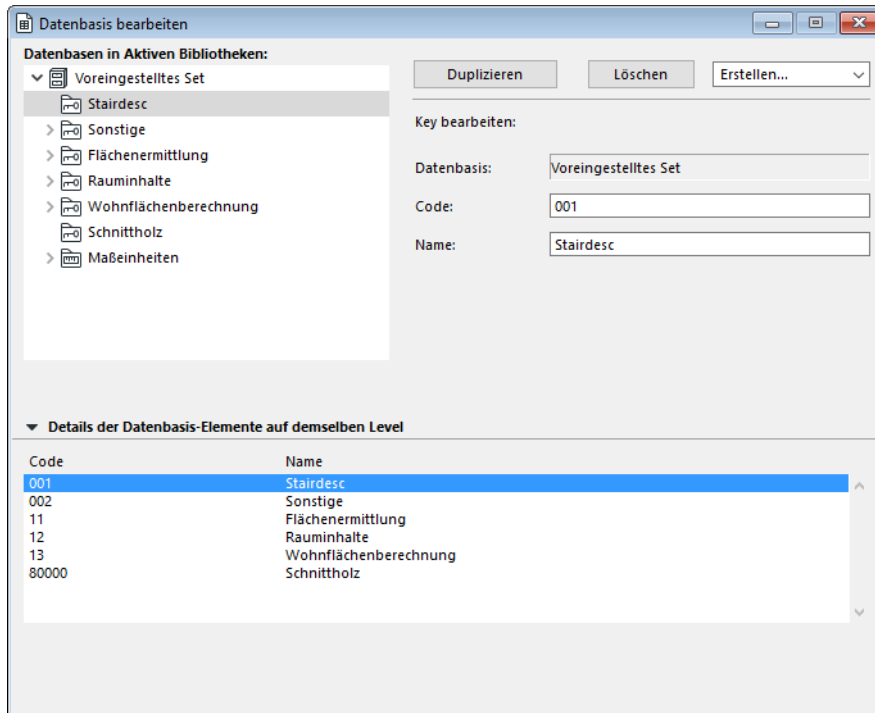 Datenbasis bearbeiten
Datenbasen in Aktiven Bibliotheken:
Voreingestelltes Set
Stairdesc
Sonstige
Flächenermittlung
Rauminhalte
Wohnflächenberechnung
Schnittholz
Maßeinheiten
Duplizieren Löschen Erstellen...
Key bearbeiten:
Datenbasis: Voreingestelltes Set
Code: 001
Name: Stairdesc
Details der Datenbasis-Elemente auf demselben Level
Code Name
001 Stairdesc
002 Sonstige
11 Flächenermittlung
12 Rauminhalte
13 Wohnflächenberechnung
80000 Schnittholz